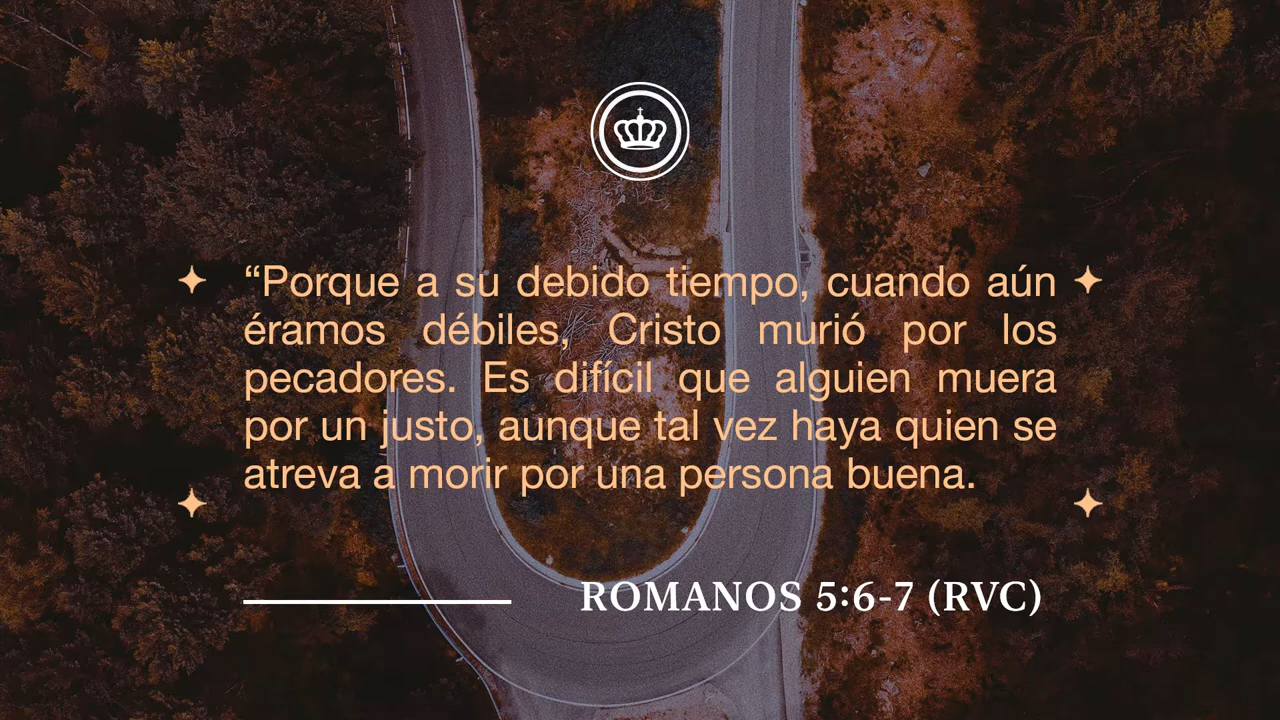 “Porque a su debido tiempo, cuando aún
éramos débiles, Cristo murió por los
pecadores. Es difícil que alguien muera
por un justo, aunque tal vez haya quien se
atreva a morir por una persona buena.
ROMANOS 5:6-7 (RVC)